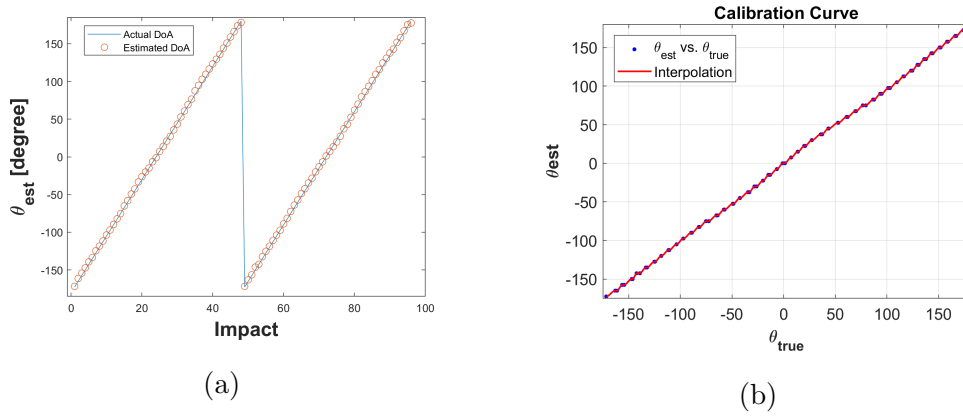 Actual DoA
Estimated DoA
150
100
50
0
-50
-100
-150
0
20
40
60
80
100
θest [degree]
Impact
(a)
Calibration Curve
θest vs. θtrue
Interpolation
150
100
50
0
-50
-100
-150
-150
-100
-50
0
50
100
150
θest
θtrue
(b)